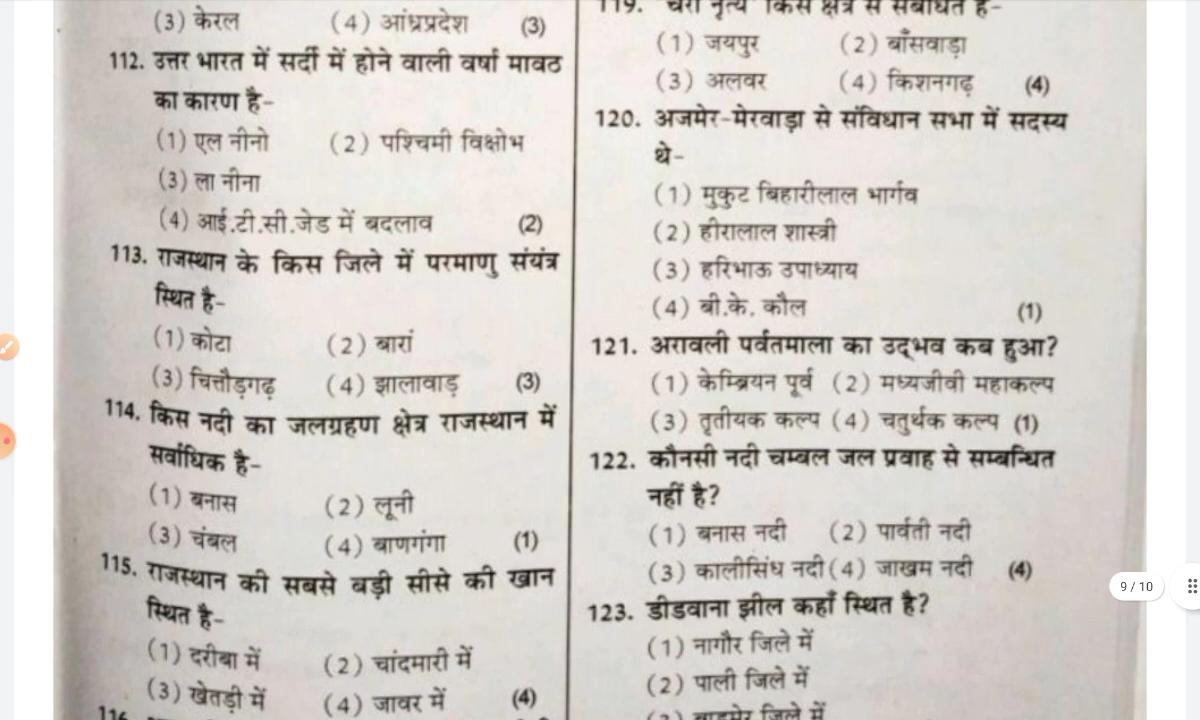 (3) केरल (4) आंध्रप्रदेश (3)
112. उत्तर भारत में सर्दी में होने वाली वर्षा मावठ
का कारण है-
(1) एल नीनो (2) पश्चिमी विक्षोभ
(3) ला नीना
(4) आई.टी.सी.जेड में बदलाव (2)
113. राजस्थान के किस जिले में परमाणु संयंत्र
स्थित है-
(1) कोटा (2) बारां
(3) चित्तौड़गढ़ (4) झालावाड़ (3)
114. किस नदी का जलग्रहण क्षेत्र राजस्थान में
सर्वाधिक है-
(1) बनास (2) लूनी
(3) चंबल (4) बाणगंगा (1)
115. राजस्थान की सबसे बड़ी सीसे की खान
स्थित है-
(1) दरीबा में (2) चांदमारी में
(3) खेतड़ी में (4) जावर में (4)
116.
119. चरी नृत्य किस क्षेत्र से संबंधित है-
(1) जयपुर (2) बाँसवाड़ा
(3) अलवर (4) किशनगढ़ (4)
120. अजमेर-मेरवाड़ा से संविधान सभा में सदस्य
थे-
(1) मुकुट बिहारीलाल भार्गव
(2) हीरालाल शास्त्री
(3) हरिभाऊ उपाध्याय
(4) बी.के. कौल (1)
121. अरावली पर्वतमाला का उद्भव कब हुआ?
(1) केम्ब्रियन पूर्व (2) मध्यजीवी महाकल्प
(3) तृतीयक कल्प (4) चतुर्थक कल्प (1)
122. कौनसी नदी चम्बल जल प्रवाह से सम्बन्धित
नहीं है?
(1) बनास नदी (2) पार्वती नदी
(3) कालीसिंध नदी (4) जाखम नदी (4)
123. डीडवाना झील कहाँ स्थित है?
(1) नागौर जिले में
(2) पाली जिले में
(3) बाड़मेर जिले में
9 / 10